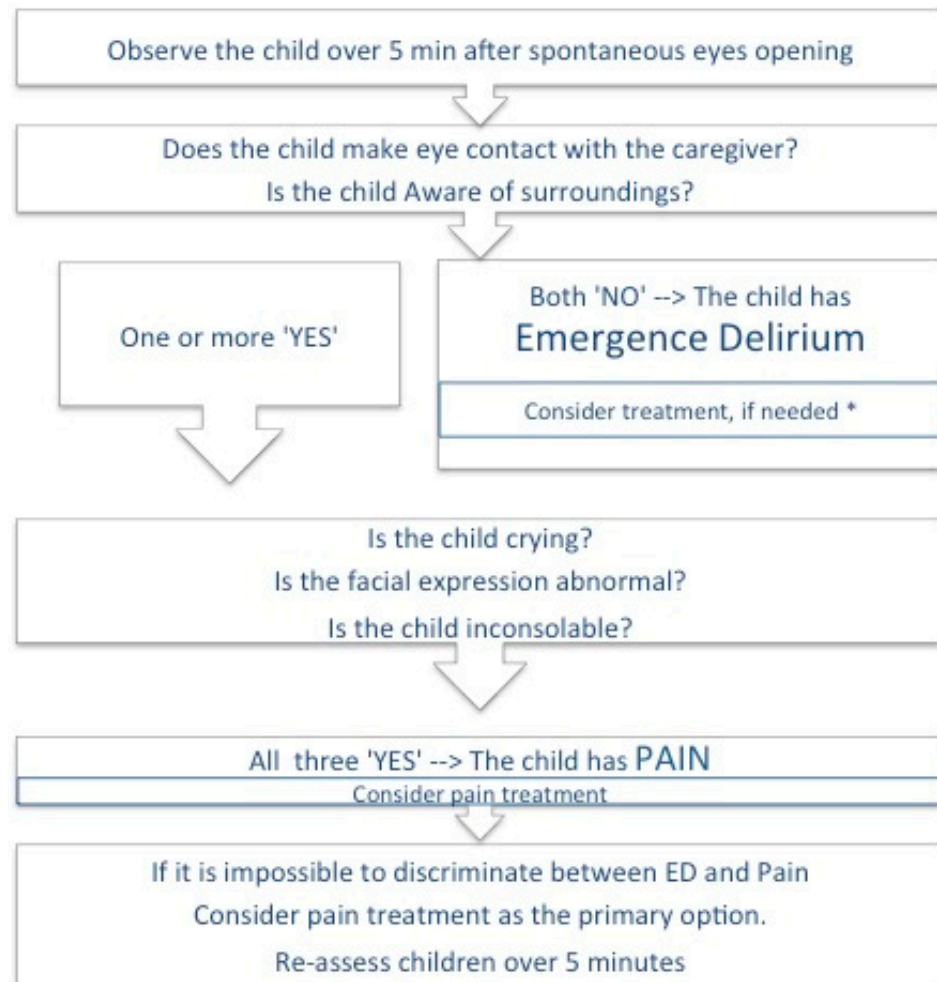 Observe the child over 5 min after spontaneous eyes opening
Does the child make eye contact with the caregiver?
Is the child Aware of surroundings?
One or more 'YES'
Both 'NO' --> The child has
Emergence Delirium
Consider treatment, if needed *
Is the child crying?
Is the facial expression abnormal?
Is the child inconsolable?
All three 'YES' --> The child has PAIN
Consider pain treatment
If it is impossible to discriminate between ED and Pain
Consider pain treatment as the primary option.
Re-assess children over 5 minutes